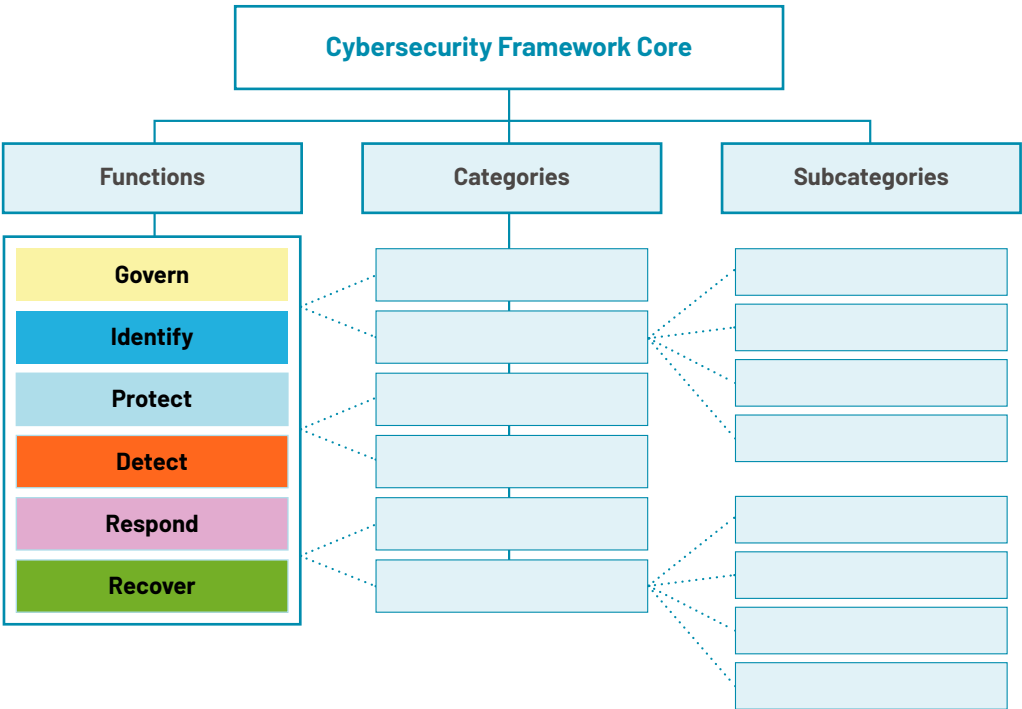 Cybersecurity Framework Core
Functions
Categories
Subcategories
Govern
Identify
Protect
Detect
Respond
Recover